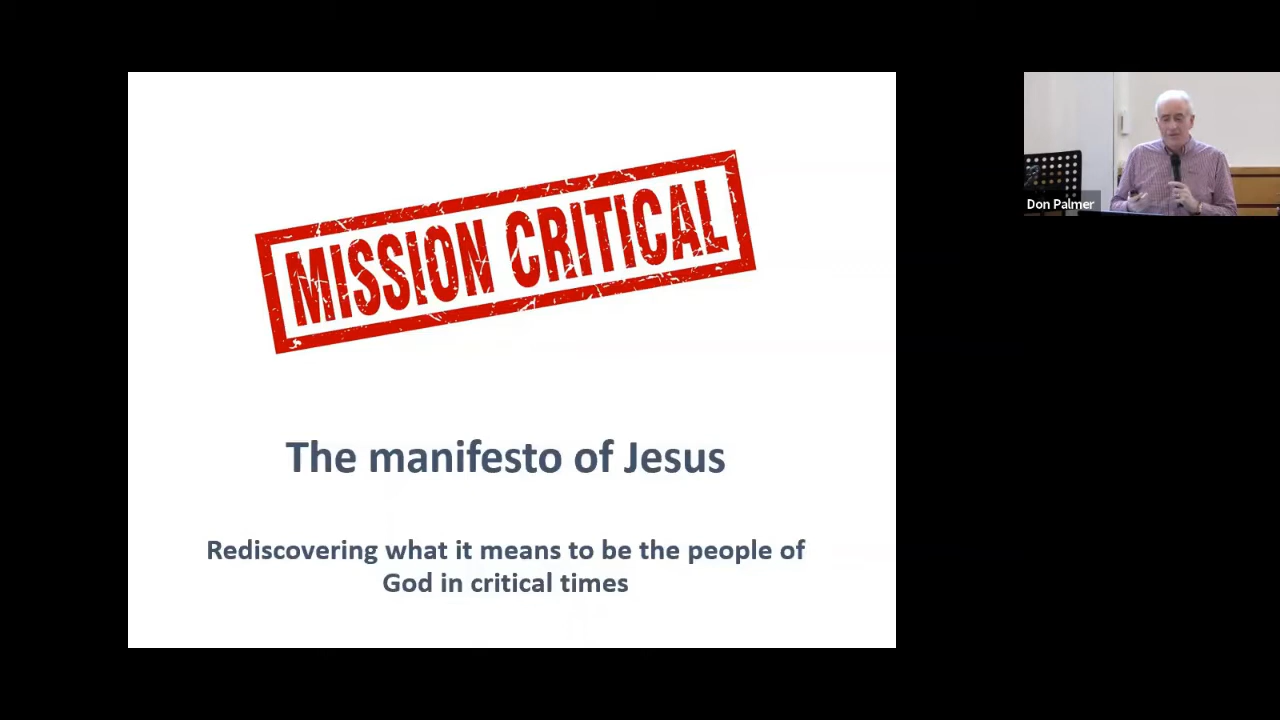 MISSION CRITICAL
The manifesto of Jesus
Rediscovering what it means to be the people of
God in critical times
Don Palmer